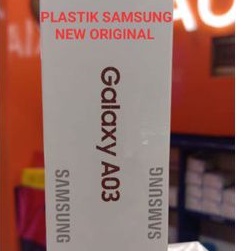 PLASTIK SAMSUNG
NEW ORIGINAL
Galaxy A03
SAMSUNG
SAMSUNG